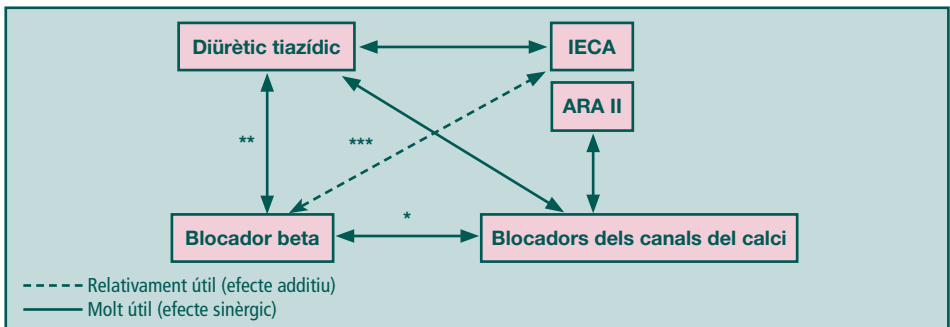 Diürètic tiazídic
IECA
ARA II
**
***
*
Blocador beta
Blocadors dels canals del calci
Relativament útil (efecte additiu)
Molt útil (efecte sinèrgic)